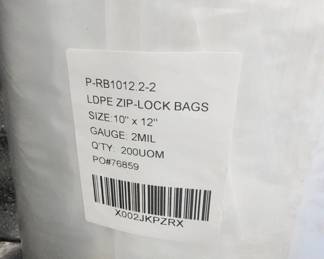 P-RB1012.2-2
LDPE ZIP-LOCK BAGS
SIZE:10" x 12"
GAUGE: 2MIL
Q'TY: 200UOM
PO#76859
X002JKPZRX